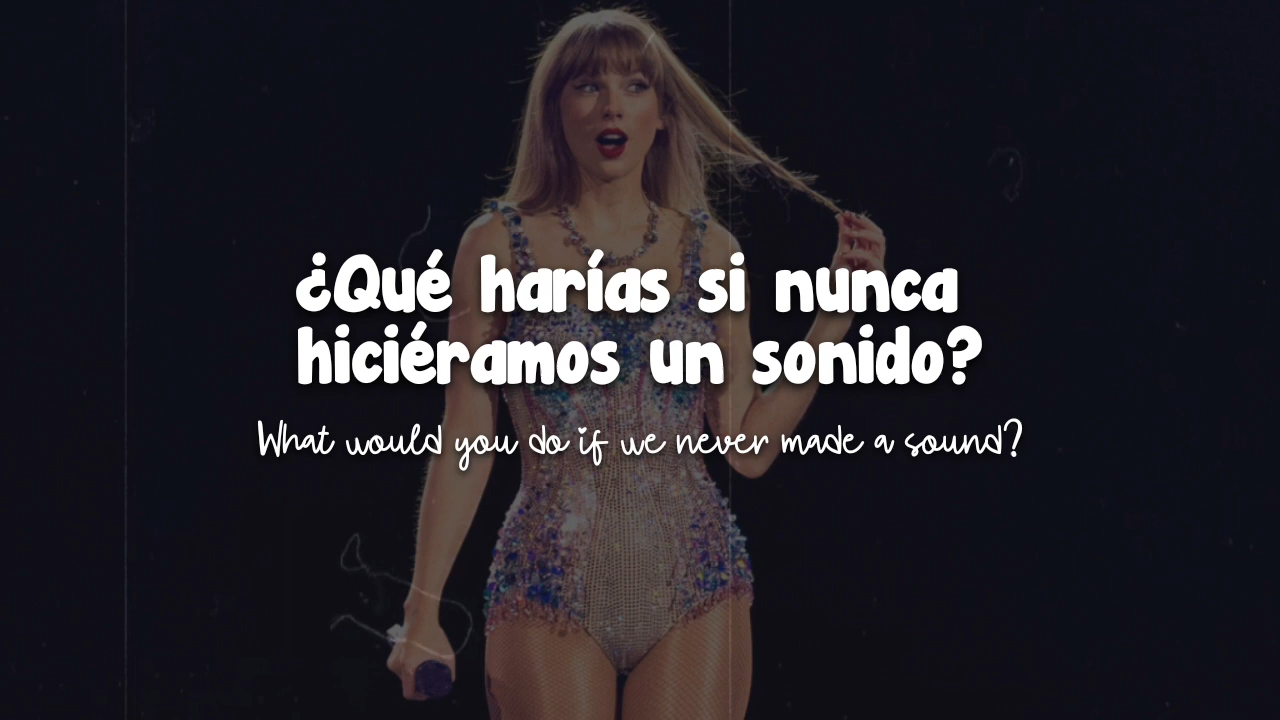 ¿Qué harías si nunca
hiciéramos un sonido?
What would you do if we never made a sound?